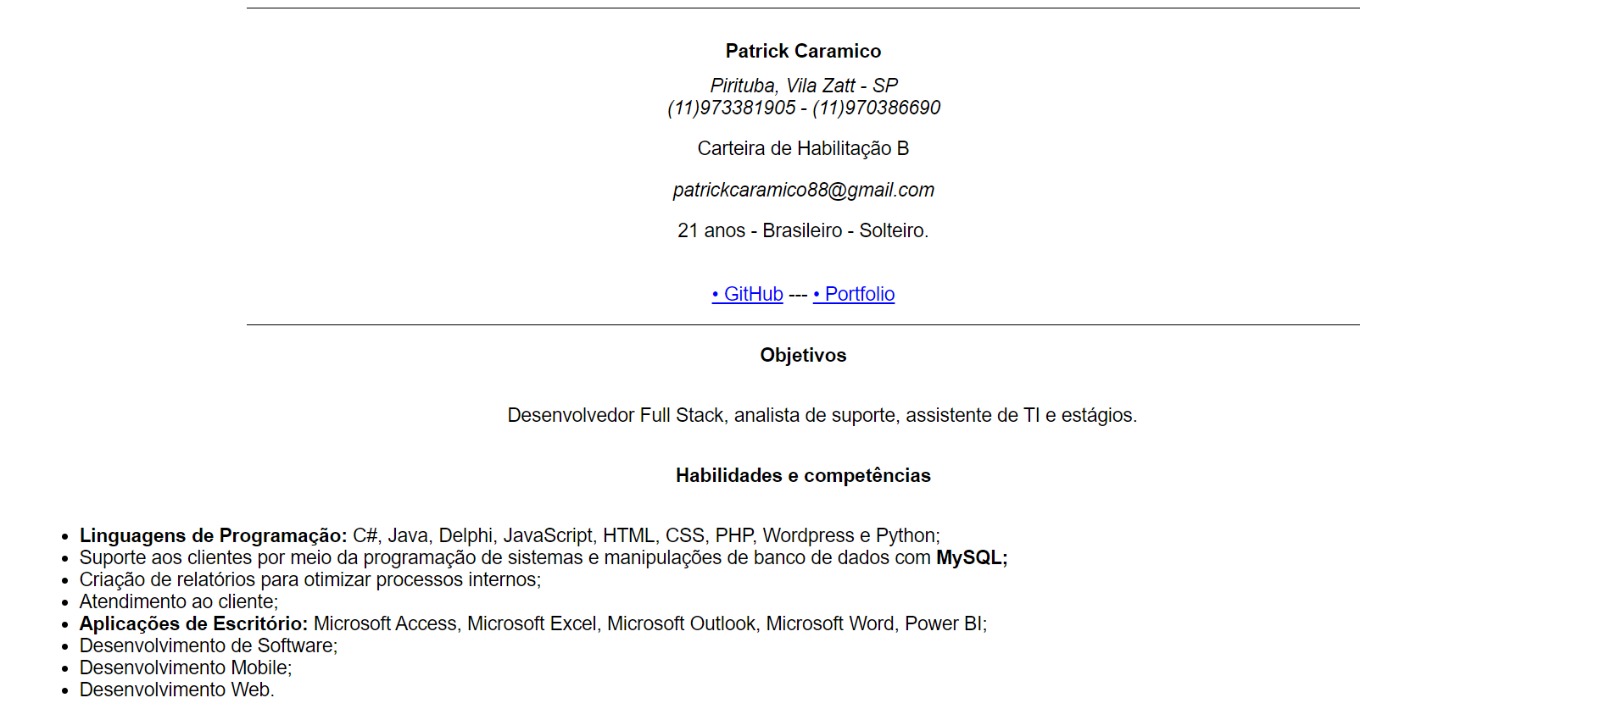 Patrick Caramico
Pirituba, Vila Zatt - SP
(11)973381905 - (11)970386690
Carteira de Habilitação B
patrickcaramico88@gmail.com
21 anos - Brasileiro - Solteiro.
• GitHub --- • Portfolio
Objetivos
Desenvolvedor Full Stack, analista de suporte, assistente de TI e estágios.
Habilidades e competências
• Linguagens de Programação: C#, Java, Delphi, JavaScript, HTML, CSS, PHP, Wordpress e Python;
• Suporte aos clientes por meio da programação de sistemas e manipulações de banco de dados com MySQL;
• Criação de relatórios para otimizar processos internos;
• Atendimento ao cliente;
• Aplicações de Escritório: Microsoft Access, Microsoft Excel, Microsoft Outlook, Microsoft Word, Power BI;
• Desenvolvimento de Software;
• Desenvolvimento Mobile;
• Desenvolvimento Web.